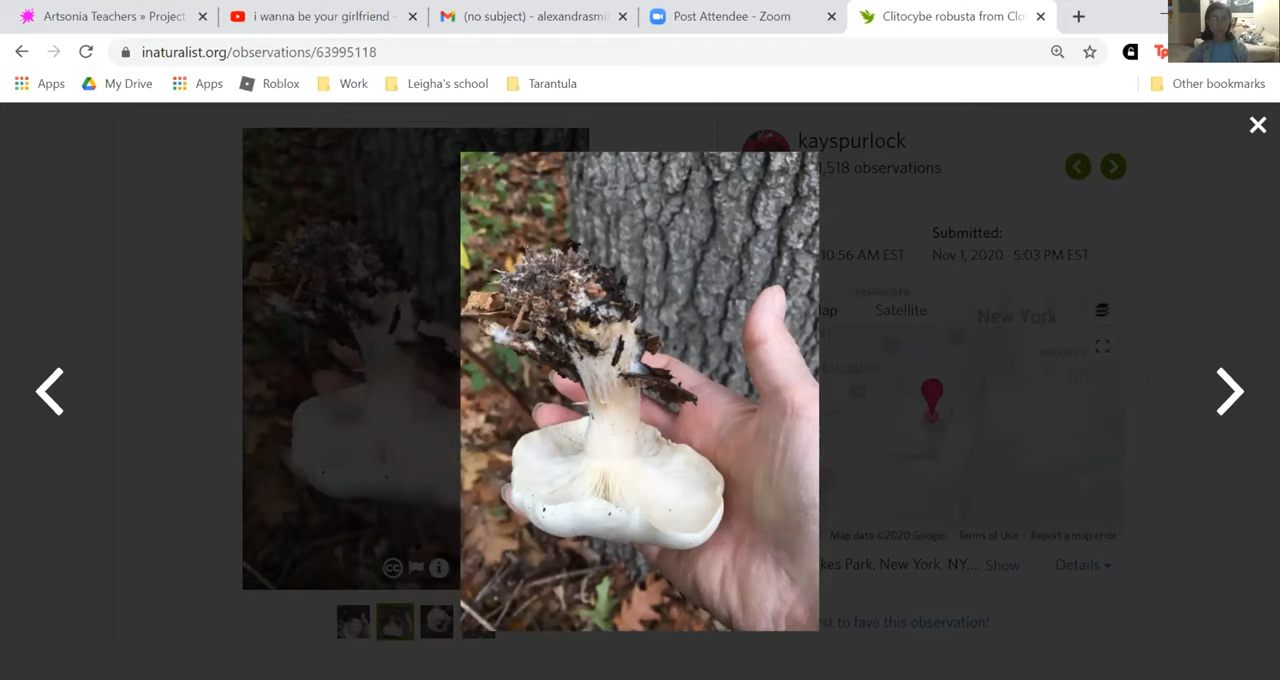 Artsonia Teachers » Project
i wanna be your girlfriend -
(no subject) - alexandrasmi
Post Attendee - Zoom
Clitocybe robusta from Clo
inaturalist.org/observations/63995118
Apps
My Drive
Apps
Roblox
Work
Leigha's school
Tarantula
Other bookmarks
kayspurlock
,518 observations
Submitted:
10:56 AM EST
Nov 1, 2020 · 5:03 PM EST
ap
Satellite
New York
Map data ©2020 Google
Terms of Use
Report a map error
kes Park, New York, NY,...
Show
Details
st to fave this observation!